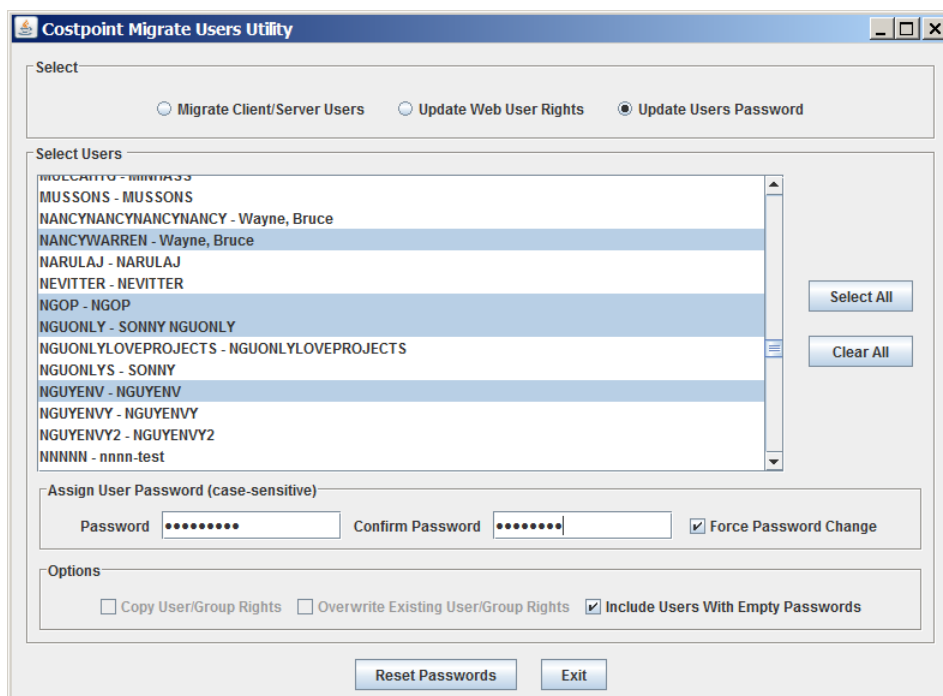 Costpoint Migrate Users Utility
Select
Migrate Client/Server Users Update Web User Rights Update Users Password
Select Users
MUSSONS - MUSSONS
NANCYNANCYNANCYNANCY - Wayne, Bruce
NANCYWARREN - Wayne, Bruce
NARULAJ - NARULAJ
NEVITTER - NEVITTER
NGOP - NGOP
NGUONLY - SONNY NGUONLY
NGUONLYLOVEPROJECTS - NGUONLYLOVEPROJECTS
NGUONLYS - SONNY
NGUYENV - NGUYENV
NGUYENVY - NGUYENVY
NGUYENVY2 - NGUYENVY2
NNNNN - nnnn-test
Select All
Clear All
Assign User Password (case-sensitive)
Password ••••••••• Confirm Password •••••••• Force Password Change
Options
Copy User/Group Rights Overwrite Existing User/Group Rights Include Users With Empty Passwords
Reset Passwords Exit